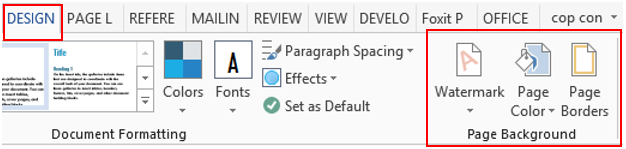 DESIGN PAGE L REFERE MAILIN REVIEW VIEW DEVELO Foxit P OFFICE cop con
Title
Heading 1
Colors
A
Fonts
Paragraph Spacing
Effects
Set as Default
A
Watermark
Page
Color
Page
Borders
Document Formatting
Page Background